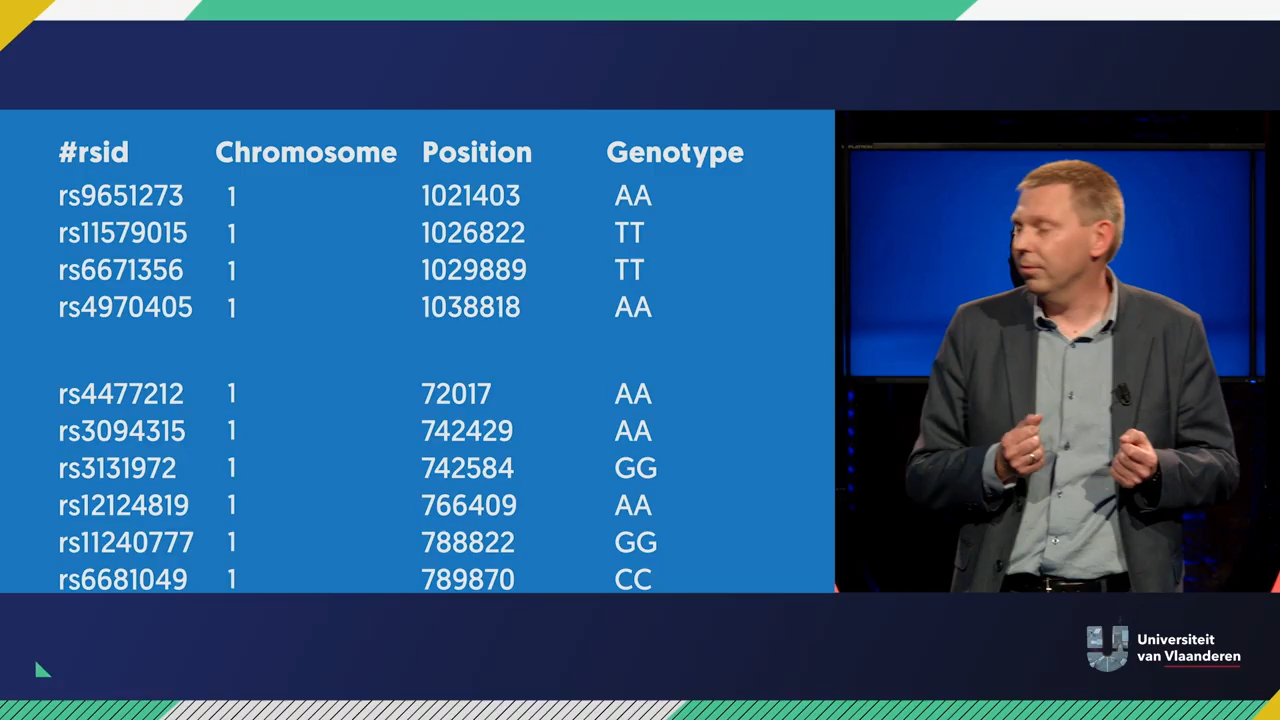 #rsid Chromosome Position Genotype
rs9651273 1 1021403 AA
rs11579015 1 1026822 TT
rs6671356 1 1029889 TT
rs4970405 1 1038818 AA
rs4477212 1 72017 AA
rs3094315 1 742429 AA
rs3131972 1 742584 GG
rs12124819 1 766409 AA
rs11240777 1 788822 GG
rs6681049 1 789870 CC
Universiteit
van Vlaanderen